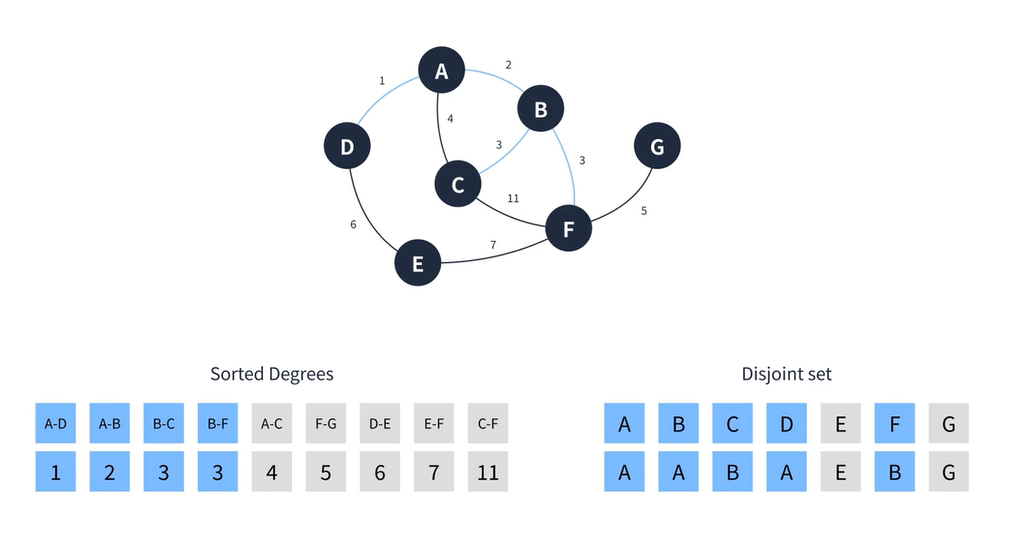 A
2
1
B
4
D
3
3
G
C
11
5
6
F
7
E
Sorted Degrees
Disjoint set
A-D A-B B-C B-F A-C F-G D-E E-F C-F
1 2 3 3 4 5 6 7 11
A B C D E F G
A A B A E B G